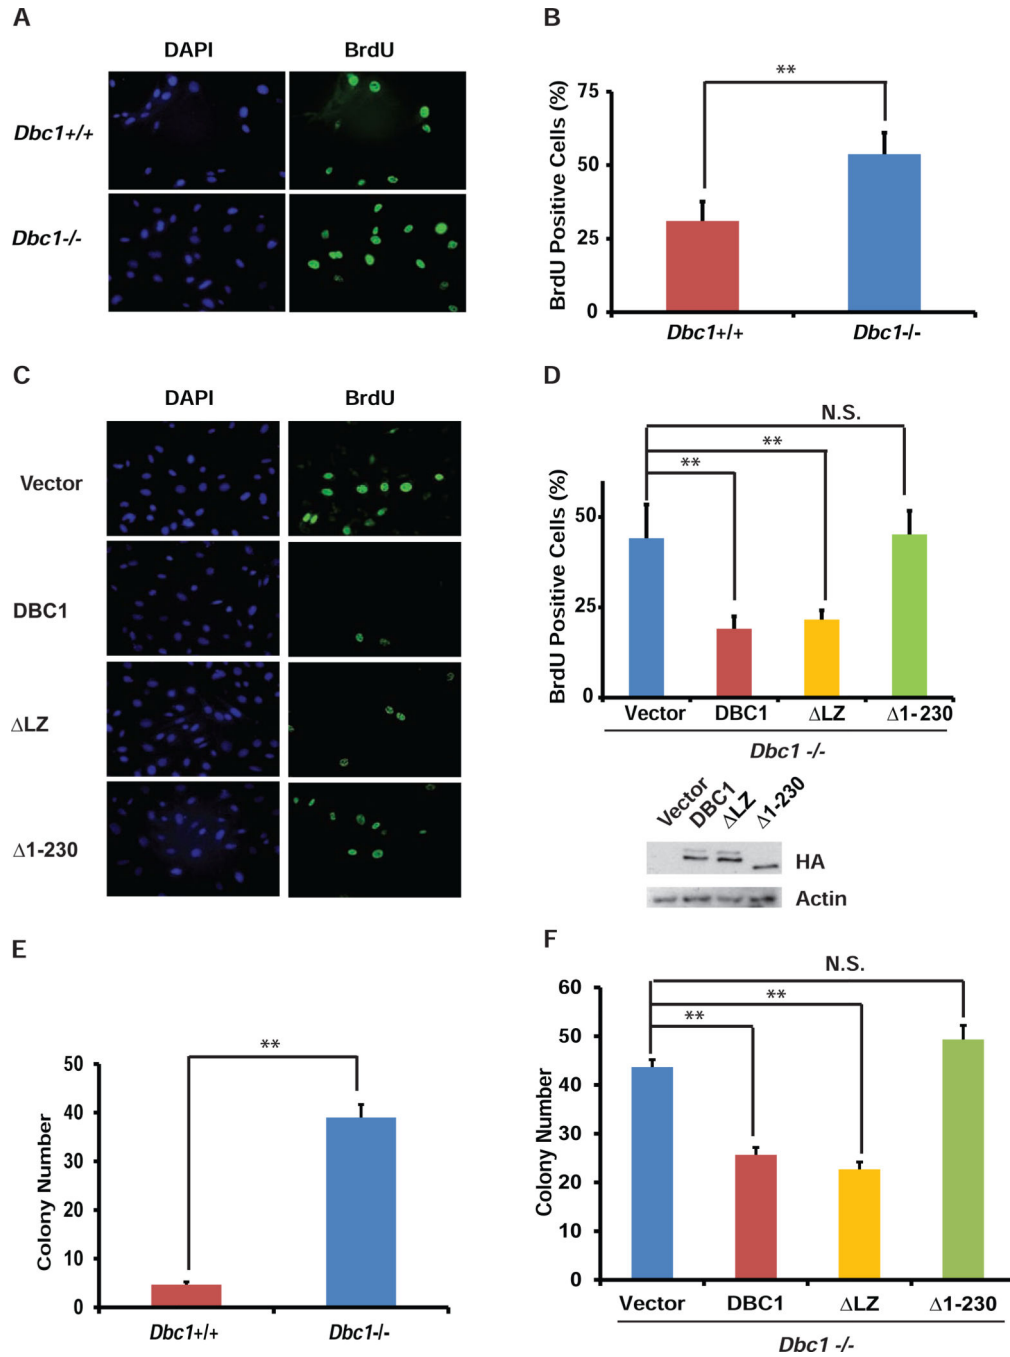 A
DAPI BrdU
Dbc1+/+
Dbc1-/-
B
**
BrdU Positive Cells (%)
75
50
25
0
Dbc1+/+ Dbc1-/-
C
DAPI BrdU
Vector
DBC1
ΔLZ
Δ1-230
D
N.S.
**
**
BrdU Positive Cells (%)
50
25
0
Vector DBC1 ΔLZ Δ1-230
Dbc1 -/-
Vector DBC1 ΔLZ Δ1-230
HA
Actin
E
**
Colony Number
50
40
30
20
10
0
Dbc1+/+ Dbc1-/-
F
N.S.
**
**
Colony Number
60
50
40
30
20
10
0
Vector DBC1 ΔLZ Δ1-230
Dbc1 -/-